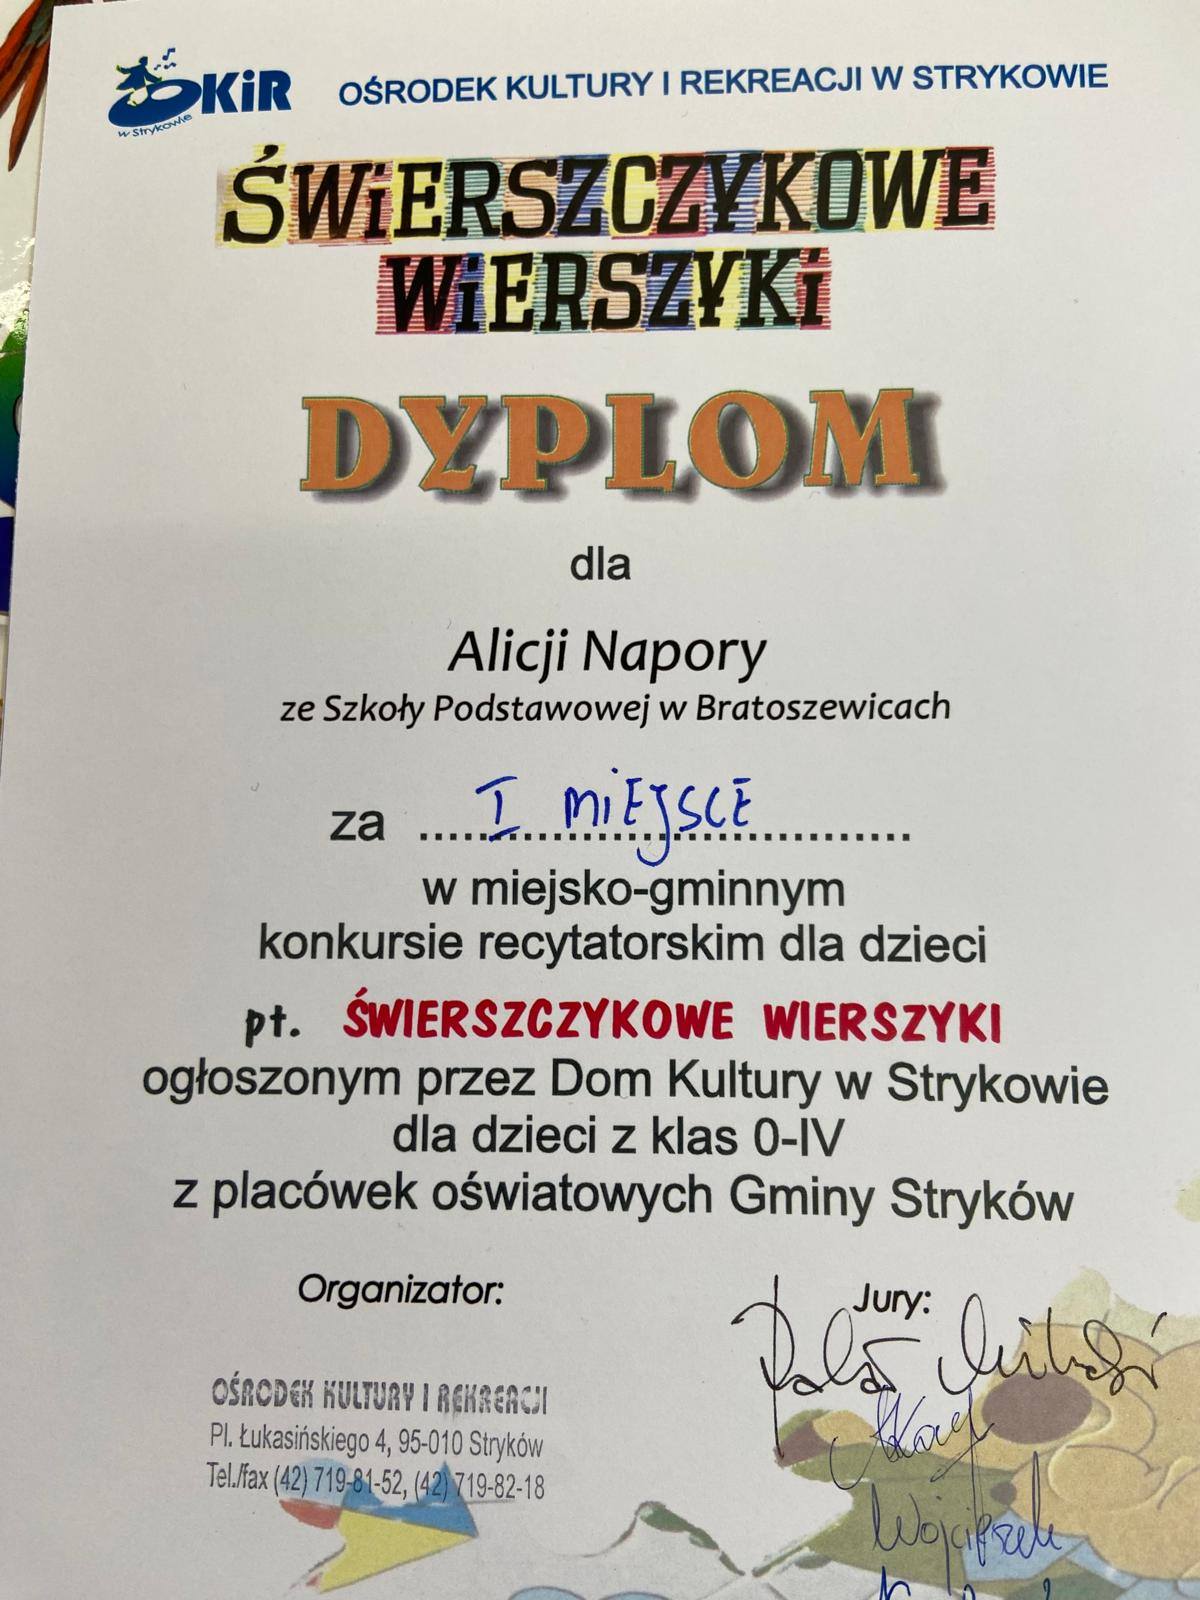 OKiR
w Strykowie
OŚRODEK KULTURY I REKREACJI W STRYKOWIE
ŚWiERSZCZYKOWE
WiERSZYKi
DYPLOM
dla
Alicji Napory
ze Szkoły Podstawowej w Bratoszewicach
za I MiEJSCE
w miejsko-gminnym
konkursie recytatorskim dla dzieci
pt. ŚWIERSZCZYKOWE WIERSZYKI
ogłoszonym przez Dom Kultury w Strykowie
dla dzieci z klas 0-IV
z placówek oświatowych Gminy Stryków
Organizator:
Jury:
OŚRODEK KULTURY I REKREACJI
Pl. Łukasińskiego 4, 95-010 Stryków
Tel./fax (42) 719-81-52, (42) 719-82-18